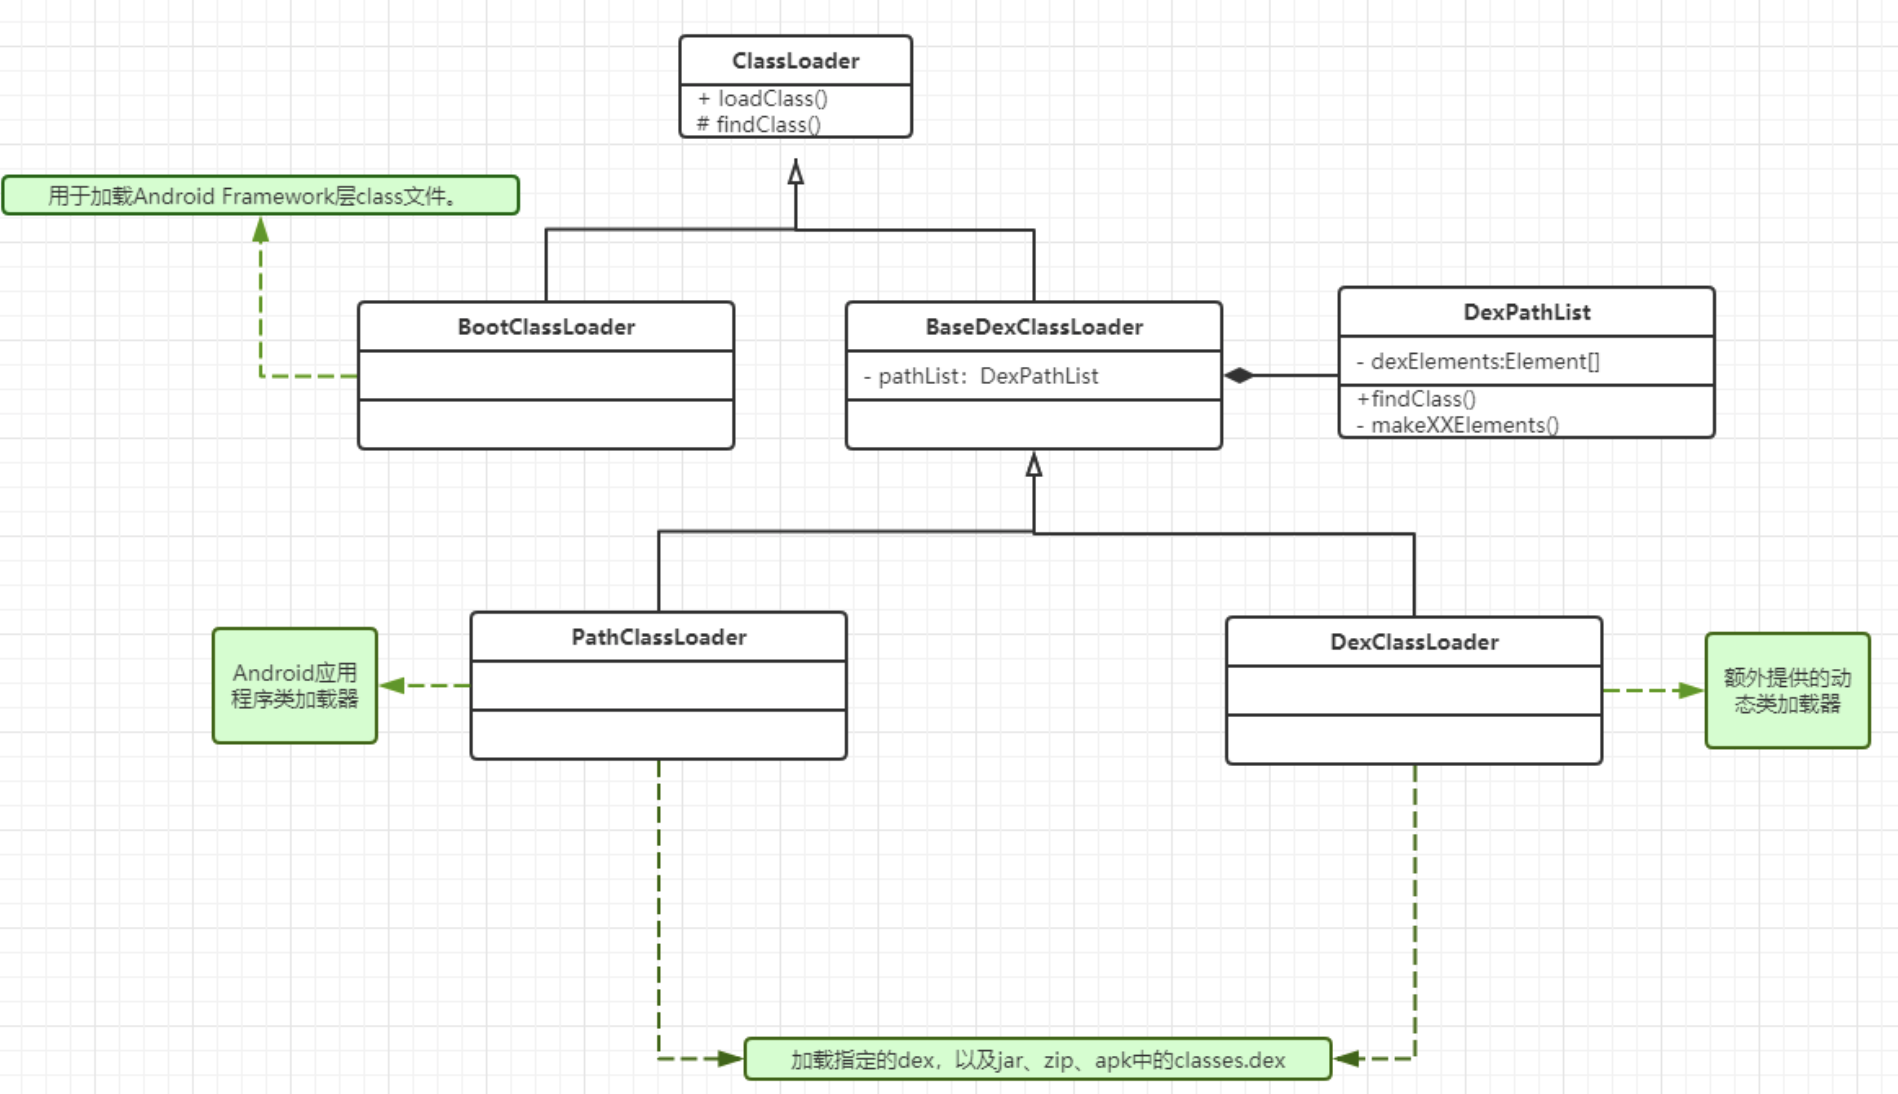 ClassLoader
+ loadClass()
# findClass()
用于加载Android Framework层class文件。
BootClassLoader
BaseDexClassLoader
- pathList：DexPathList
DexPathList
- dexElements:Element[]
+findClass()
- makeXXElements()
PathClassLoader
Android应用
程序类加载器
DexClassLoader
额外提供的动
态类加载器
加载指定的dex，以及jar、zip、apk中的classes.dex